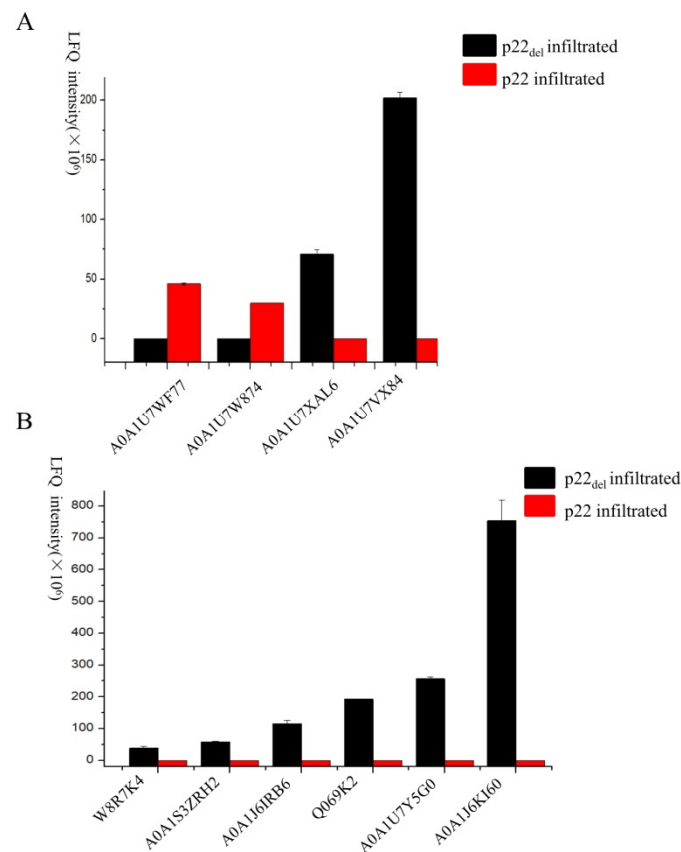 A
LFQ intensity(×10⁶)
p22del infiltrated
p22 infiltrated
200
150
100
50
0
A0A1U7WF77
A0A1U7W874
A0A1U7XAL6
A0A1U7VX84
B
LFQ intensity(×10⁶)
p22del infiltrated
p22 infiltrated
800
700
600
500
400
300
200
100
0
W8R7K4
A0A1S3ZRH2
A0A1J6IRB6
Q069K2
A0A1U7Y5G0
A0A1J6KI60